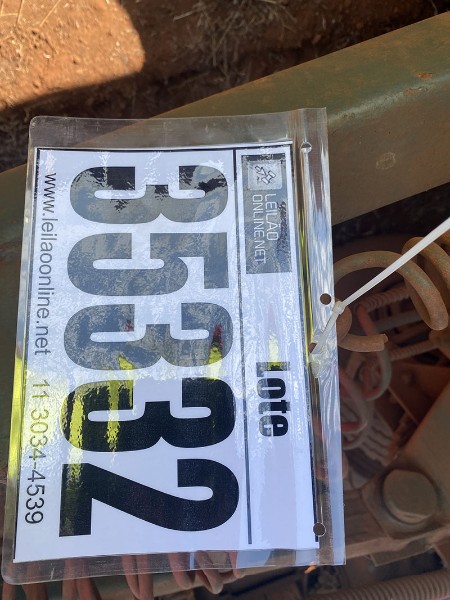 LEILÃO
ONLINE.NET
Lote
35332
www.leilaoonline.net 11 3034-4539